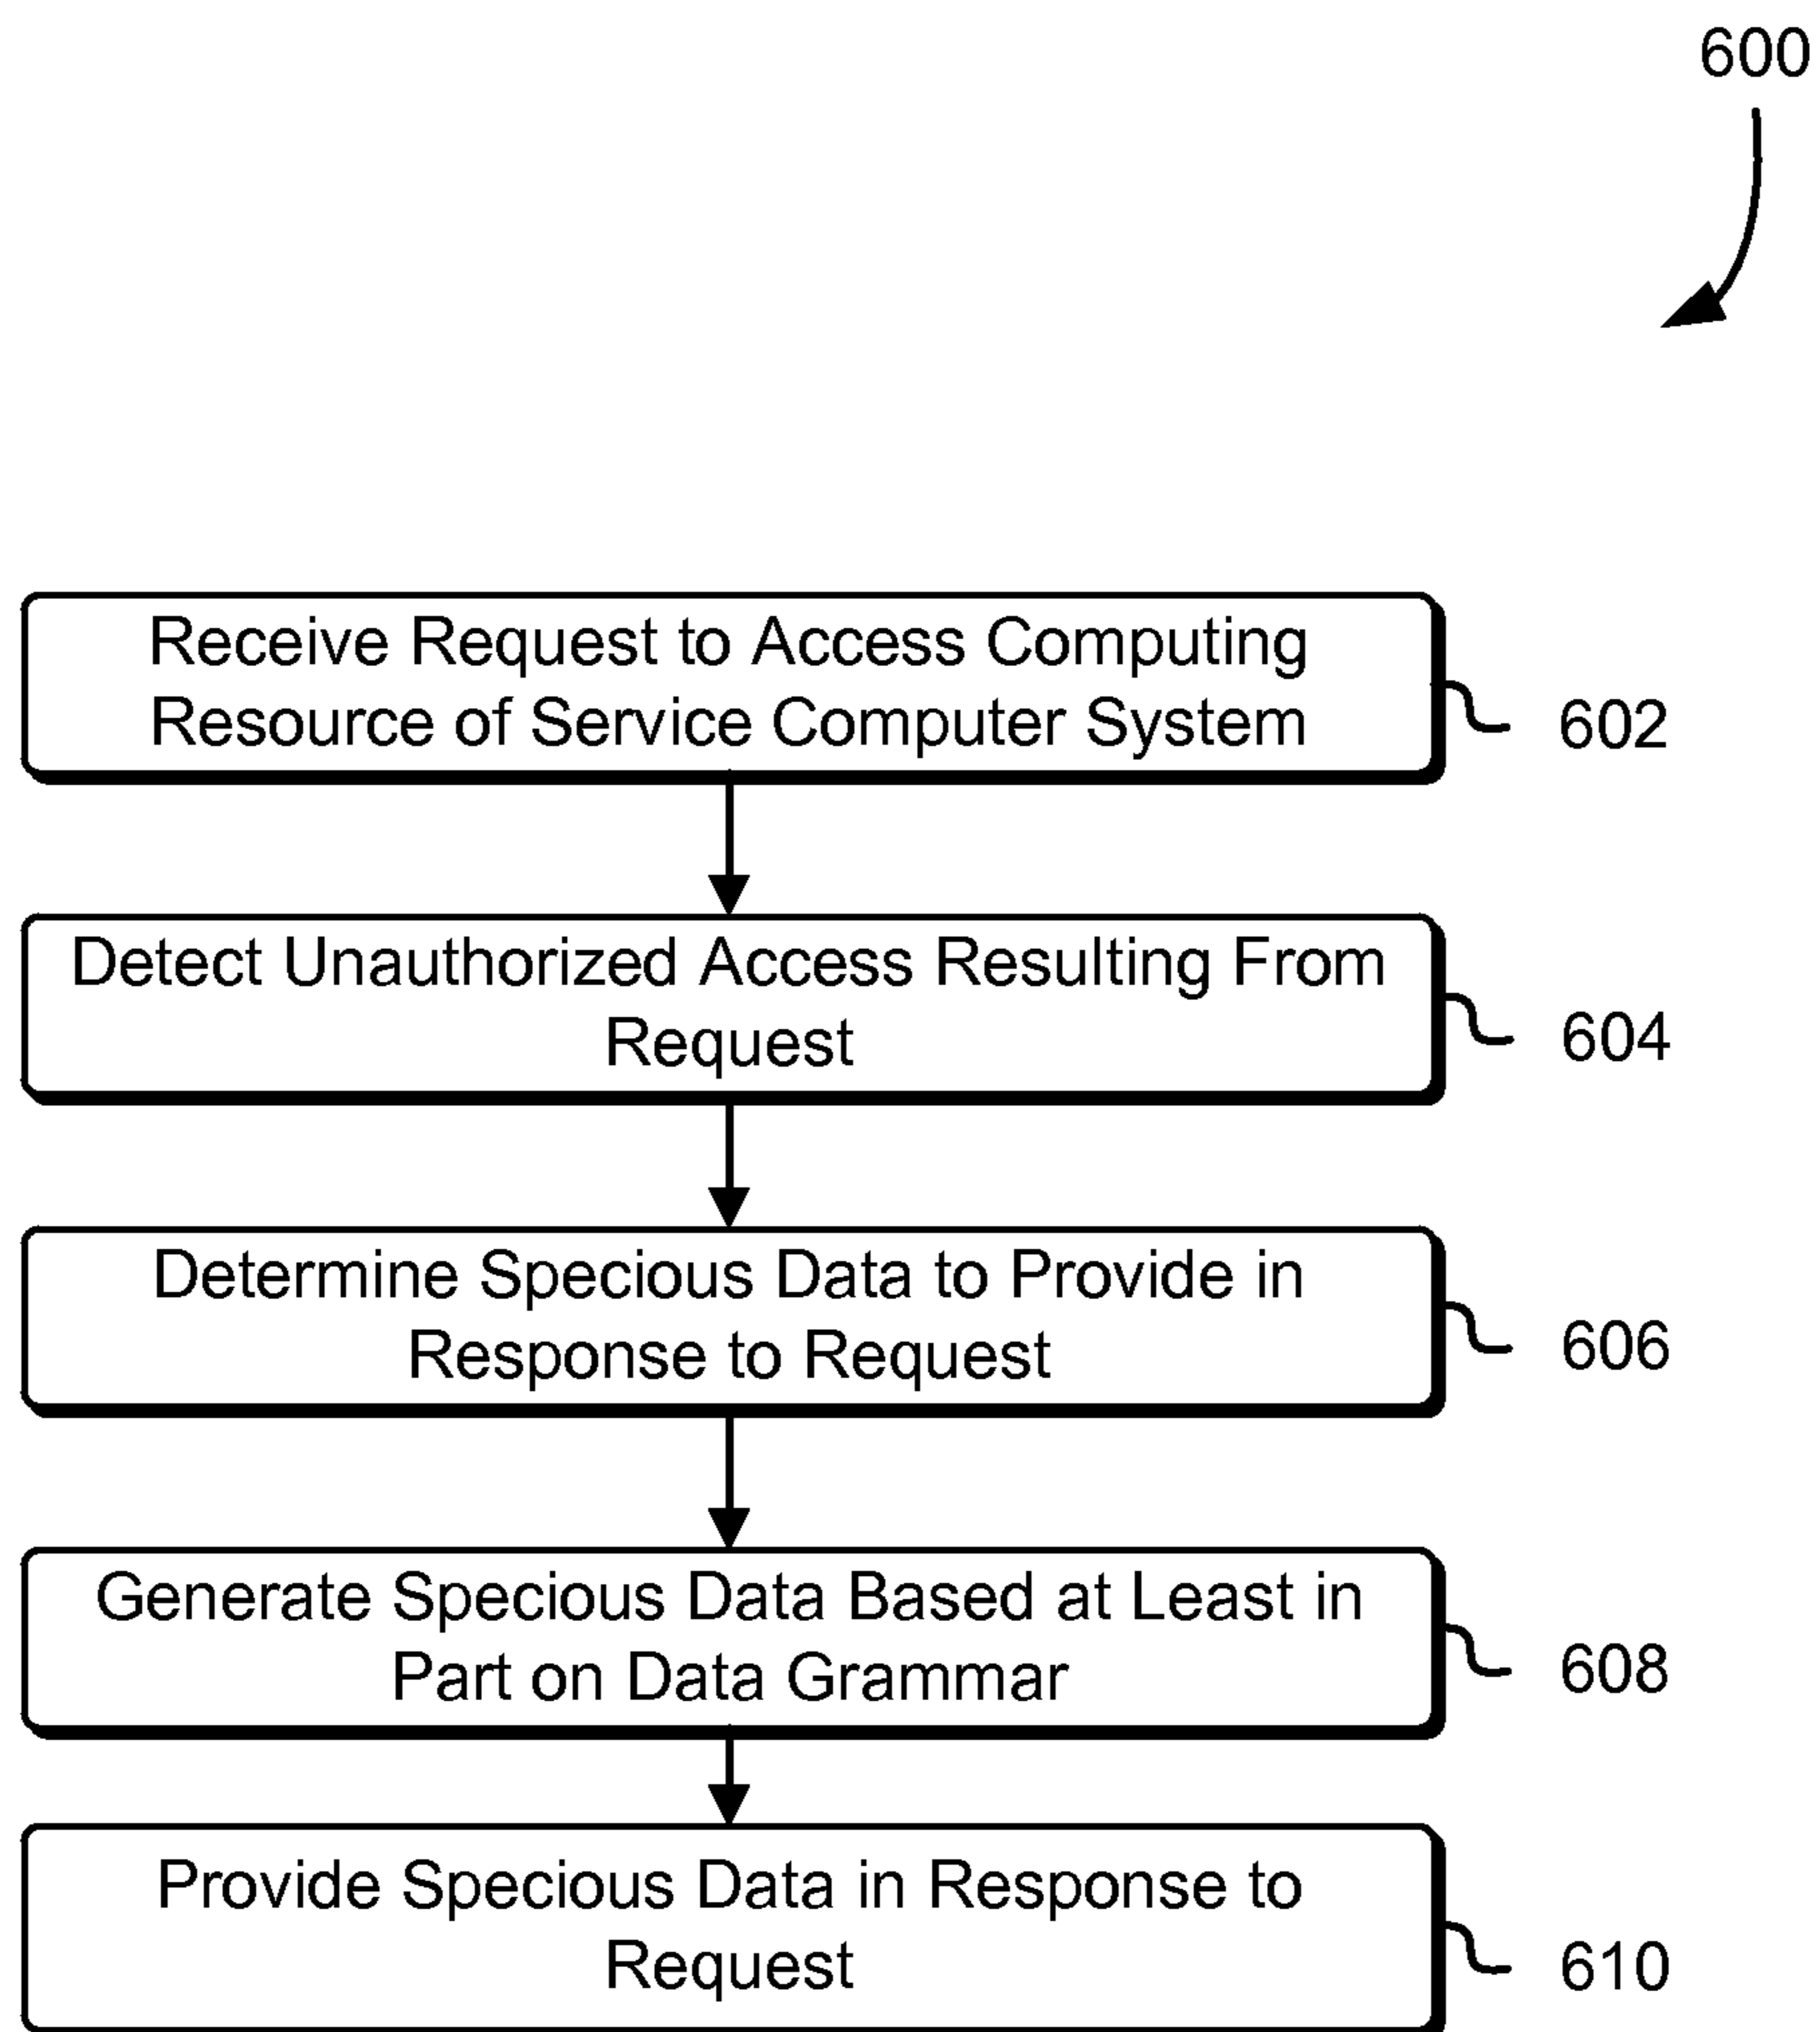 600
Receive Request to Access Computing
Resource of Service Computer System
602
Detect Unauthorized Access Resulting From
Request
604
Determine Specious Data to Provide in
Response to Request
606
Generate Specious Data Based at Least in
Part on Data Grammar
608
Provide Specious Data in Response to
Request
610